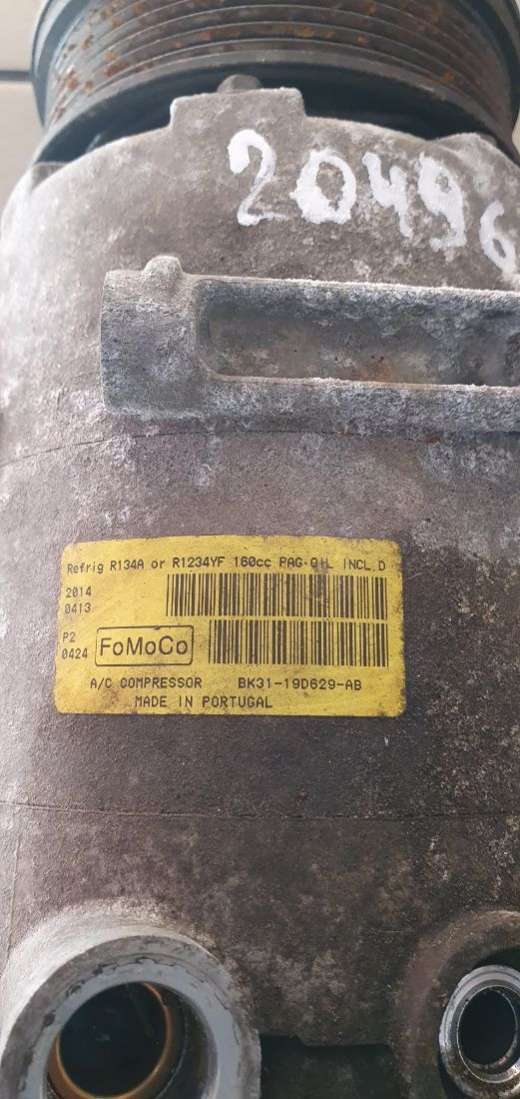 20496
Refrig R134A or R1234YF 160cc PAG-OIL INCL.D
2014
0413
P2
0424
FoMoCo
A/C COMPRESSOR BK31-19D629-AB
MADE IN PORTUGAL